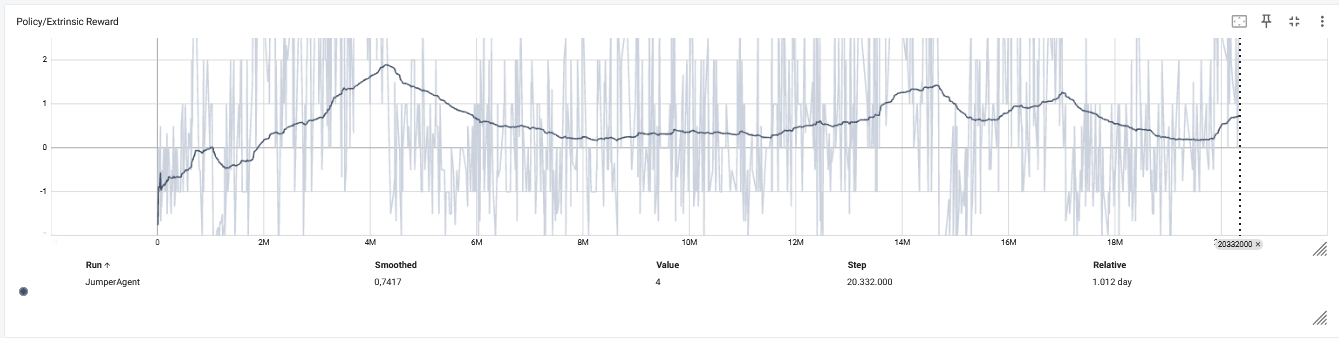 Policy/Extrinsic Reward
2
1
0
-1
0 2M 4M 6M 8M 10M 12M 14M 16M 18M
20332000 ×
Run ↑ Smoothed Value Step Relative
JumperAgent 0,7417 4 20.332.000 1.012 day